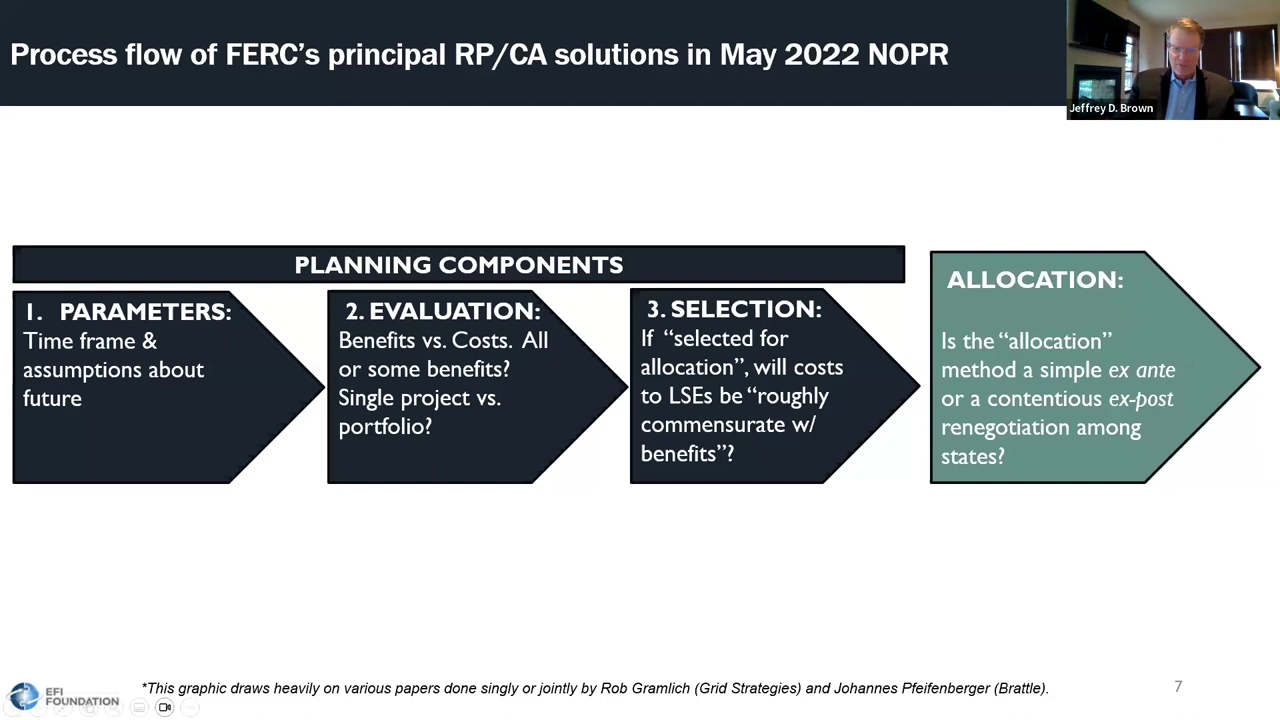 Process flow of FERC's principal RP/CA solutions in May 2022 NOPR
Jeffrey D. Brown
PLANNING COMPONENTS
1. PARAMETERS:
Time frame &
assumptions about
future
2. EVALUATION:
Benefits vs. Costs. All
or some benefits?
Single project vs.
portfolio?
3. SELECTION:
If “selected for
allocation”, will costs
to LSEs be “roughly
commensurate w/
benefits”?
ALLOCATION:
Is the “allocation”
method a simple ex ante
or a contentious ex-post
renegotiation among
states?
EFI
FOUNDATION
*This graphic draws heavily on various papers done singly or jointly by Rob Gramlich (Grid Strategies) and Johannes Pfeifenberger (Brattle).
7